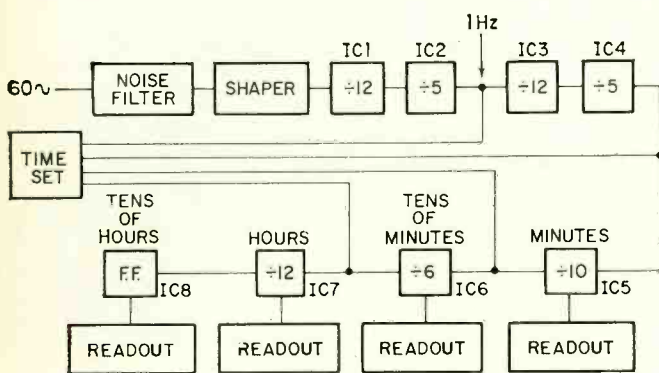 1Hz
IC1 IC2 IC3 IC4
60~ NOISE FILTER SHAPER ÷12 ÷5 ÷12 ÷5
TIME SET
TENS OF HOURS
HOURS
TENS OF MINUTES
MINUTES
F.F. IC8 ÷12 IC7 ÷6 IC6 ÷10 IC5
READOUT READOUT READOUT READOUT